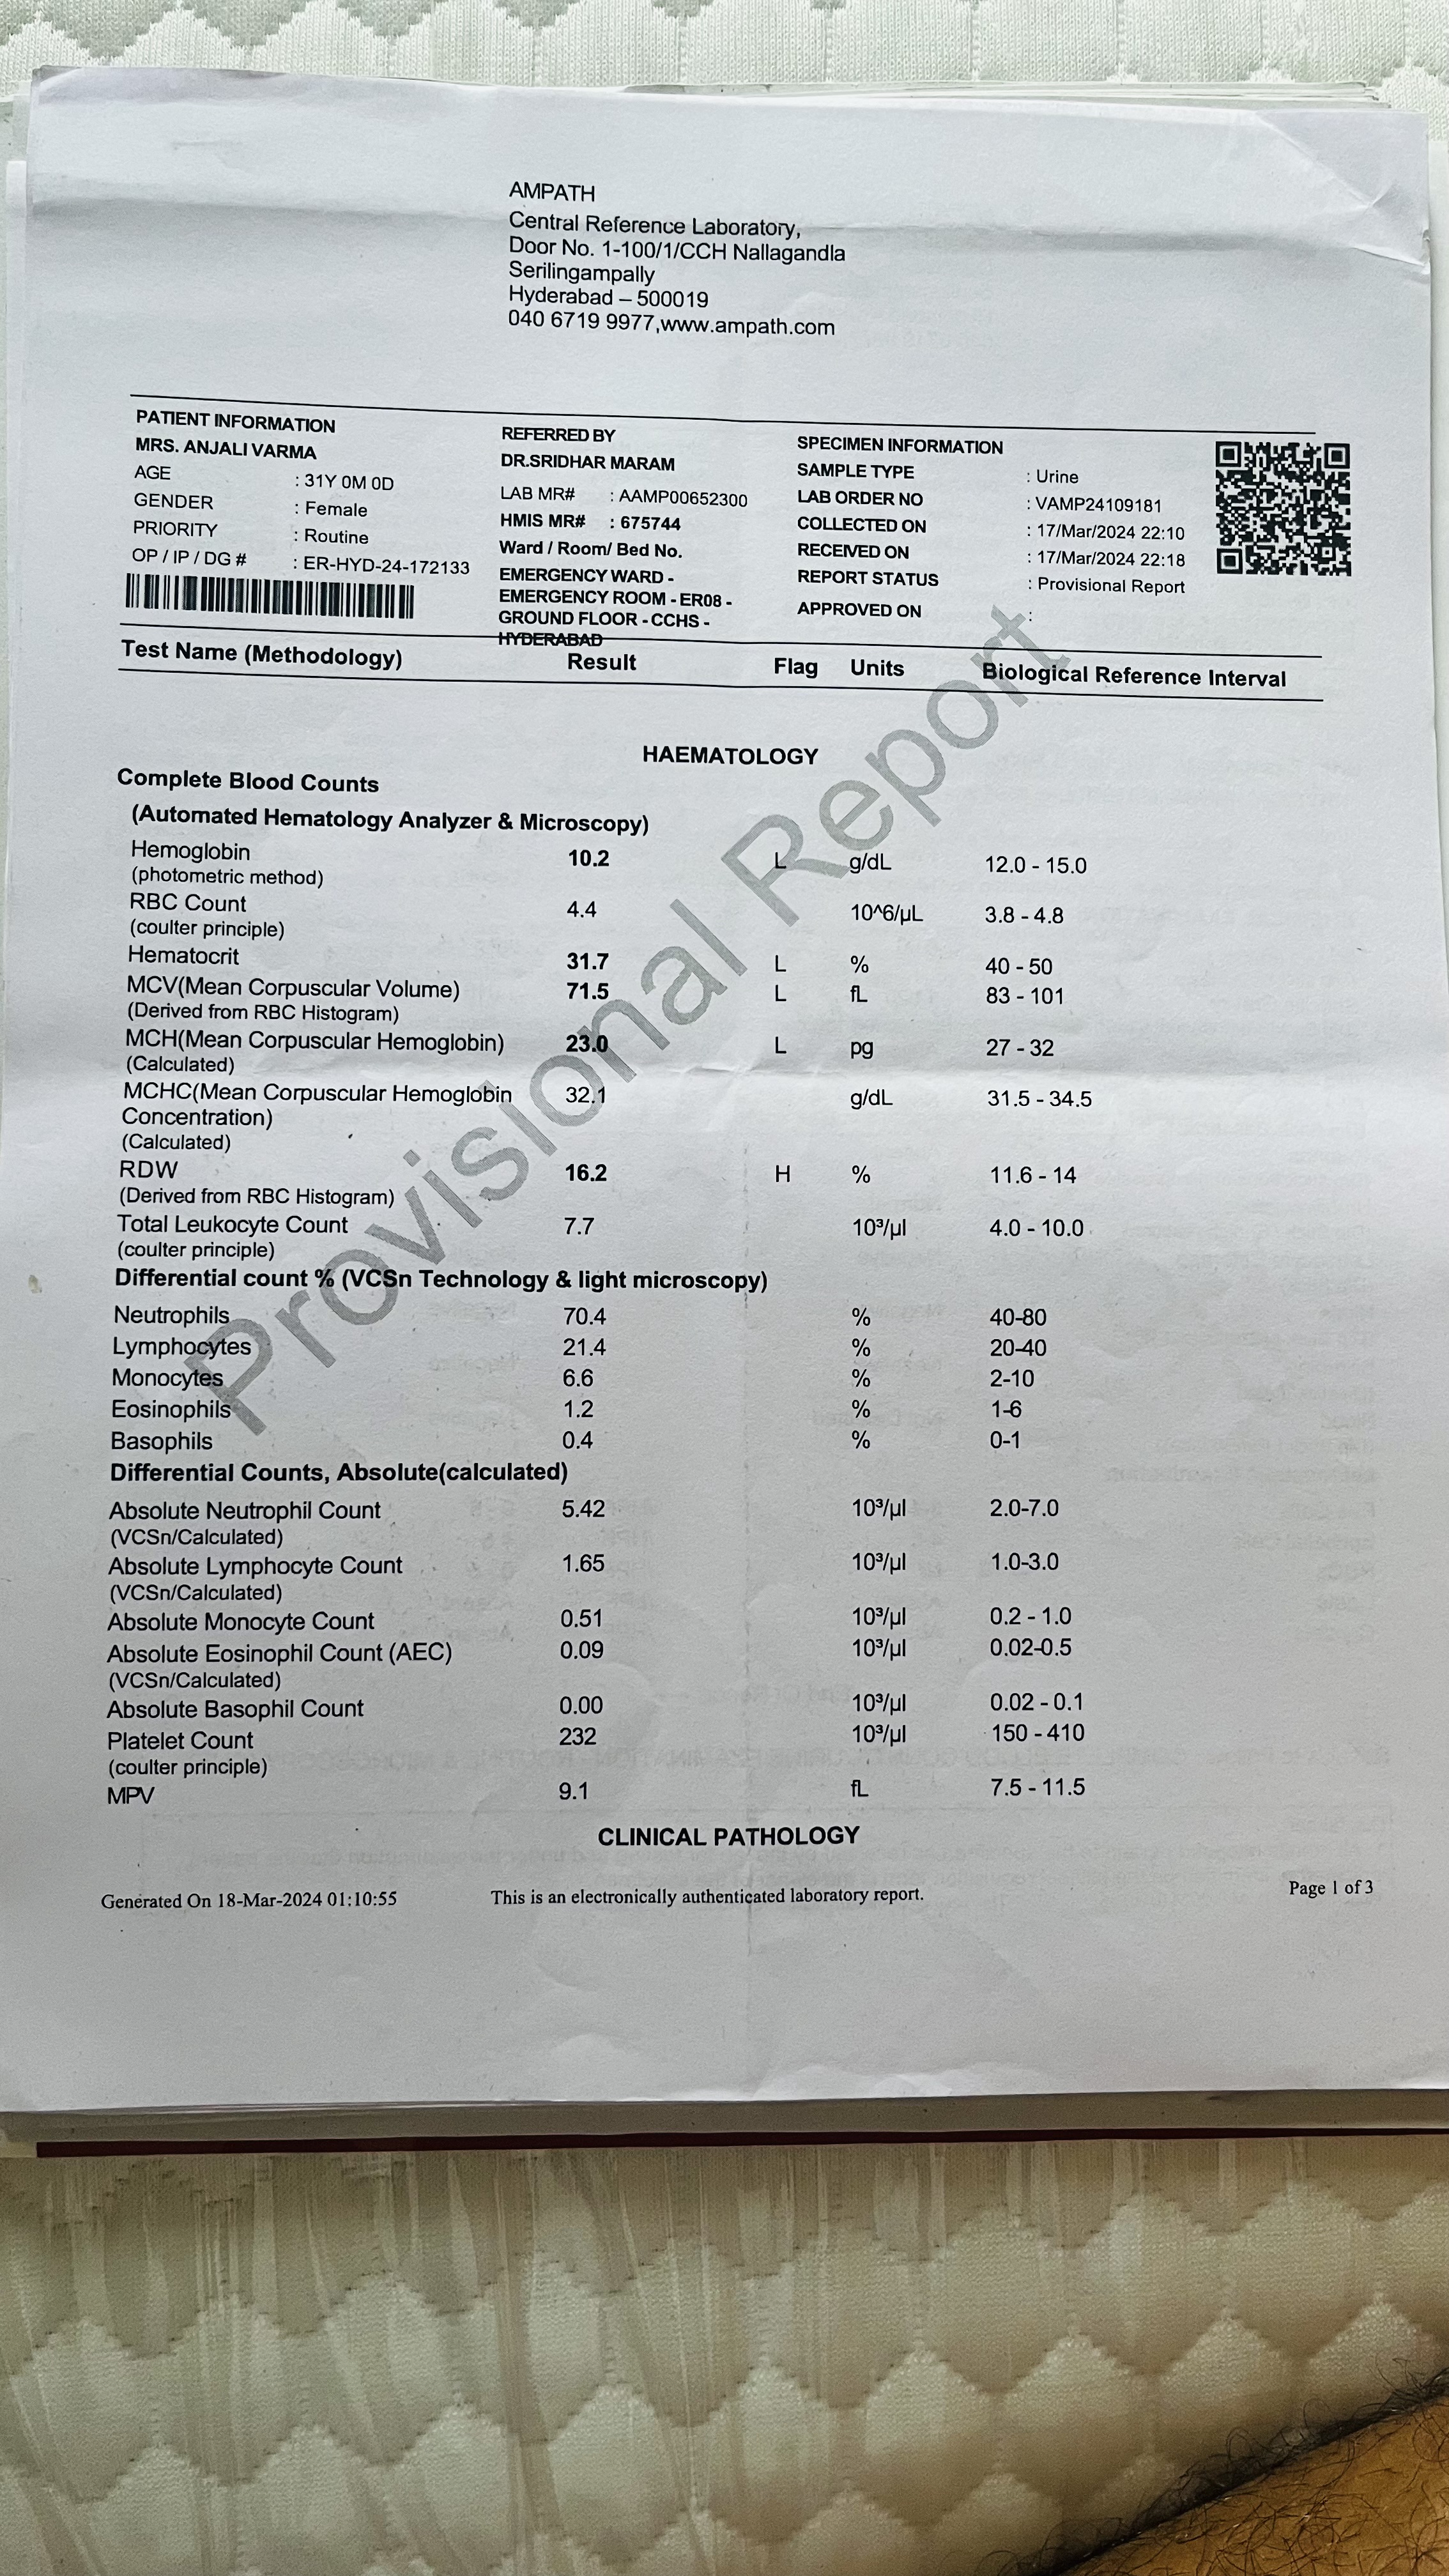 AMPATH
Central Reference Laboratory,
Door No. 1-100/1/CCH Nallagandla
Serilingampally
Hyderabad – 500019
040 6719 9977,www.ampath.com
PATIENT INFORMATION
MRS. ANJALI VARMA
AGE : 31Y 0M 0D
GENDER : Female
PRIORITY : Routine
OP / IP / DG # : ER-HYD-24-172133
REFERRED BY
DR.SRIDHAR MARAM
LAB MR# : AAMP00652300
HMIS MR# : 675744
Ward / Room/ Bed No.
EMERGENCY WARD -
EMERGENCY ROOM - ER08 -
GROUND FLOOR - CCHS -
HYDERABAD
SPECIMEN INFORMATION
SAMPLE TYPE : Urine
LAB ORDER NO : VAMP24109181
COLLECTED ON : 17/Mar/2024 22:10
RECEIVED ON : 17/Mar/2024 22:18
REPORT STATUS : Provisional Report
APPROVED ON :
Test Name (Methodology) Result Flag Units Biological Reference Interval
HAEMATOLOGY
Complete Blood Counts
(Automated Hematology Analyzer & Microscopy)
Hemoglobin 10.2 L g/dL 12.0 - 15.0
(photometric method)
RBC Count 4.4 10^6/µL 3.8 - 4.8
(coulter principle)
Hematocrit 31.7 L % 40 - 50
MCV(Mean Corpuscular Volume) 71.5 L fL 83 - 101
(Derived from RBC Histogram)
MCH(Mean Corpuscular Hemoglobin) 23.0 L pg 27 - 32
(Calculated)
MCHC(Mean Corpuscular Hemoglobin 32.1 g/dL 31.5 - 34.5
Concentration)
(Calculated)
RDW 16.2 H % 11.6 - 14
(Derived from RBC Histogram)
Total Leukocyte Count 7.7 10³/µl 4.0 - 10.0
(coulter principle)
Differential count % (VCSn Technology & light microscopy)
Neutrophils 70.4 % 40-80
Lymphocytes 21.4 % 20-40
Monocytes 6.6 % 2-10
Eosinophils 1.2 % 1-6
Basophils 0.4 % 0-1
Differential Counts, Absolute(calculated)
Absolute Neutrophil Count 5.42 10³/µl 2.0-7.0
(VCSn/Calculated)
Absolute Lymphocyte Count 1.65 10³/µl 1.0-3.0
(VCSn/Calculated)
Absolute Monocyte Count 0.51 10³/µl 0.2 - 1.0
Absolute Eosinophil Count (AEC) 0.09 10³/µl 0.02-0.5
(VCSn/Calculated)
Absolute Basophil Count 0.00 10³/µl 0.02 - 0.1
Platelet Count 232 10³/µl 150 - 410
(coulter principle)
MPV 9.1 fL 7.5 - 11.5
CLINICAL PATHOLOGY
Generated On 18-Mar-2024 01:10:55 This is an electronically authenticated laboratory report. Page 1 of 3
Provisional Report